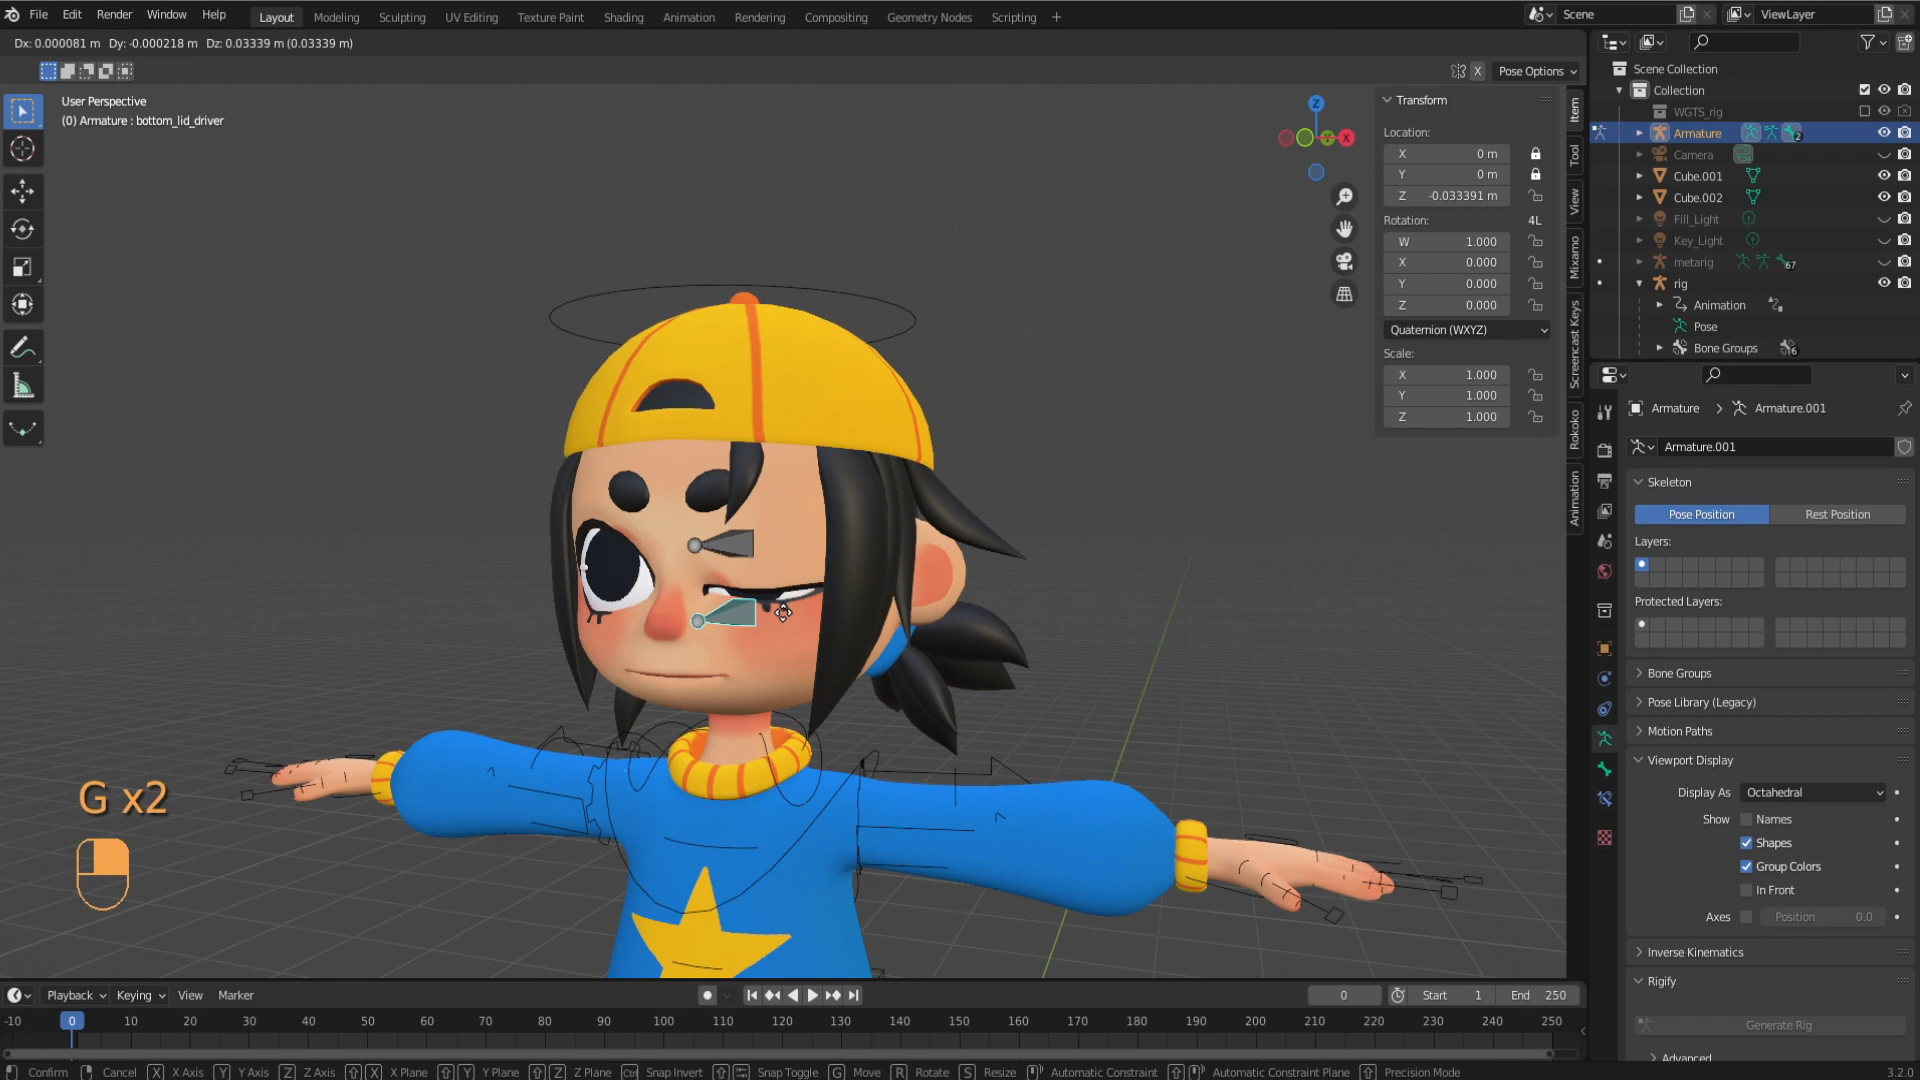 File Edit Render Window Help Layout Modeling Sculpting UV Editing Texture Paint Shading Animation Rendering Compositing Geometry Nodes Scripting + Scene ViewLayer
Dx: 0.000081 m Dy: -0.000218 m Dz: 0.03339 m (0.03339 m)
X Pose Options
User Perspective
(0) Armature : bottom_lid_driver
Z
X
Y
Transform
Location:
X 0 m
Y 0 m
Z -0.033391 m
Rotation: 4L
W 1.000
X 0.000
Y 0.000
Z 0.000
Quaternion (WXYZ)
Scale:
X 1.000
Y 1.000
Z 1.000
Item
Tool
View
Mixamo
Screencast Keys
Rokoko
Animation
Scene Collection
Collection
WGTS_rig
Armature 2
Camera
Cube.001
Cube.002
Fill_Light
Key_Light
metarig 67
rig
Animation
Pose
Bone Groups 6
Armature > Armature.001
Armature.001
Skeleton
Pose Position Rest Position
Layers:
Protected Layers:
Bone Groups
Pose Library (Legacy)
Motion Paths
Viewport Display
Display As Octahedral
Show Names
Shapes
Group Colors
In Front
Axes Position 0.0
Inverse Kinematics
Rigify
Generate Rig
Advanced
G x2
Playback Keying View Marker 0 Start 1 End 250
-10 0 10 20 30 40 50 60 70 80 90 100 110 120 130 140 150 160 170 180 190 200 210 220 230 240 250
Confirm Cancel X X Axis Y Y Axis Z Z Axis X X Plane Y Y Plane Z Z Plane Ctrl Snap Invert Snap Toggle G Move R Rotate S Resize Automatic Constraint Automatic Constraint Plane Precision Mode 3.2.0